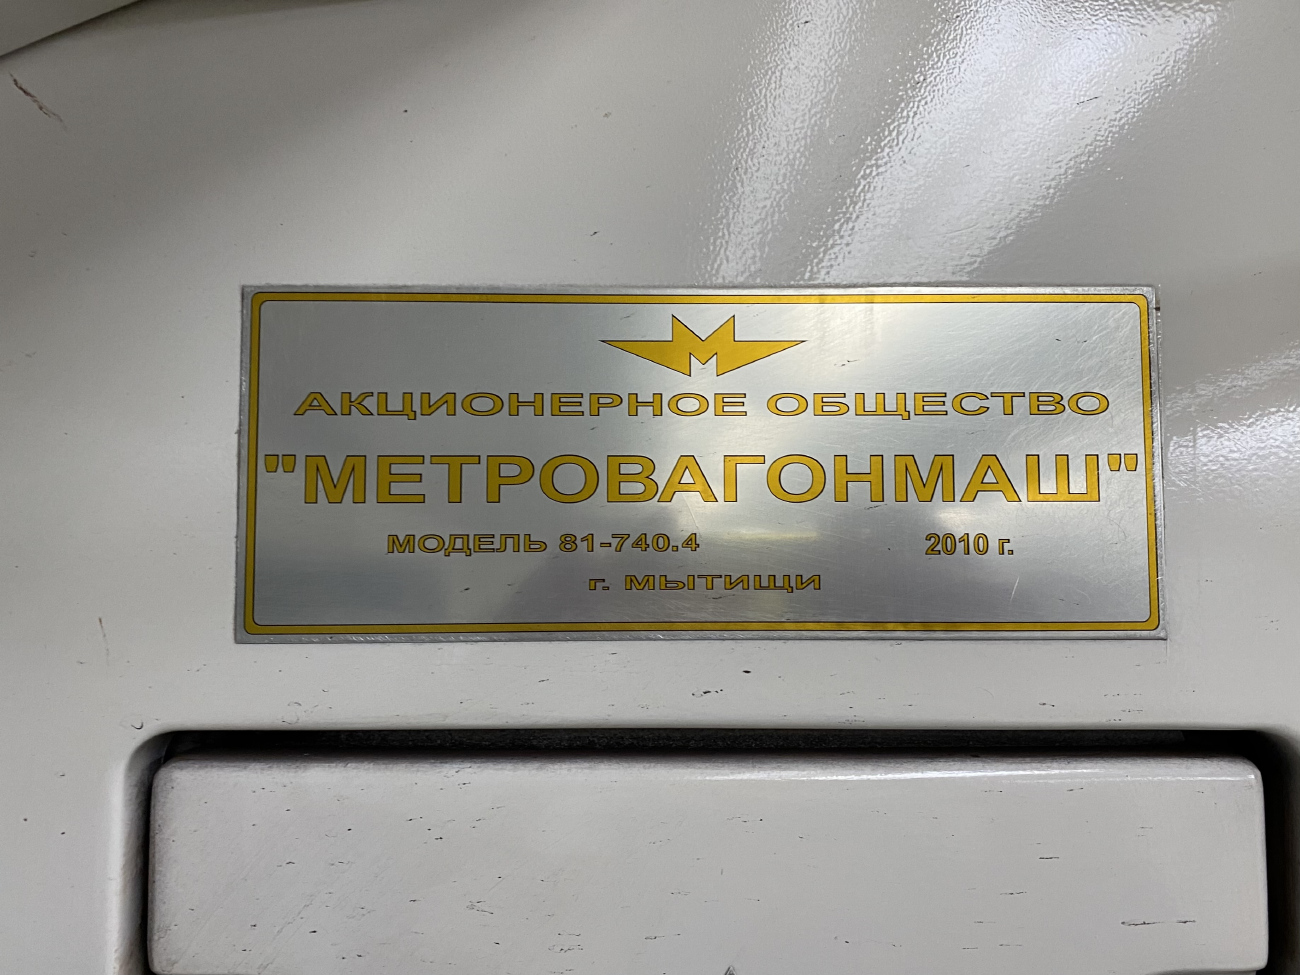 АКЦИОНЕРНОЕ ОБЩЕСТВО
"МЕТРОВАГОНМАШ"
МОДЕЛЬ 81-740.4 2010 г.
г. МЫТИЩИ